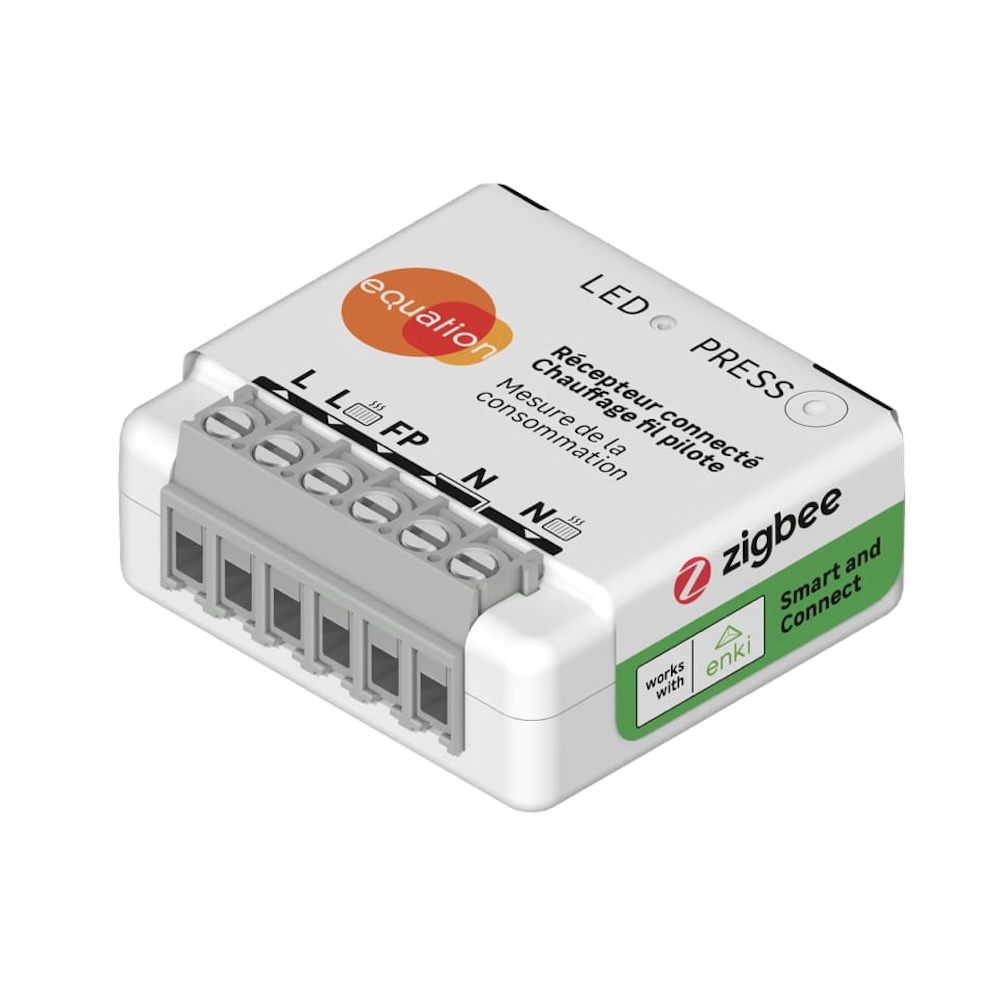 equation
LED
PRESS
Récepteur connecté
Chauffage fil pilote
Mesure de la
consommation
L L FP N N
zigbee
works
with
enki
Smart and
Connect